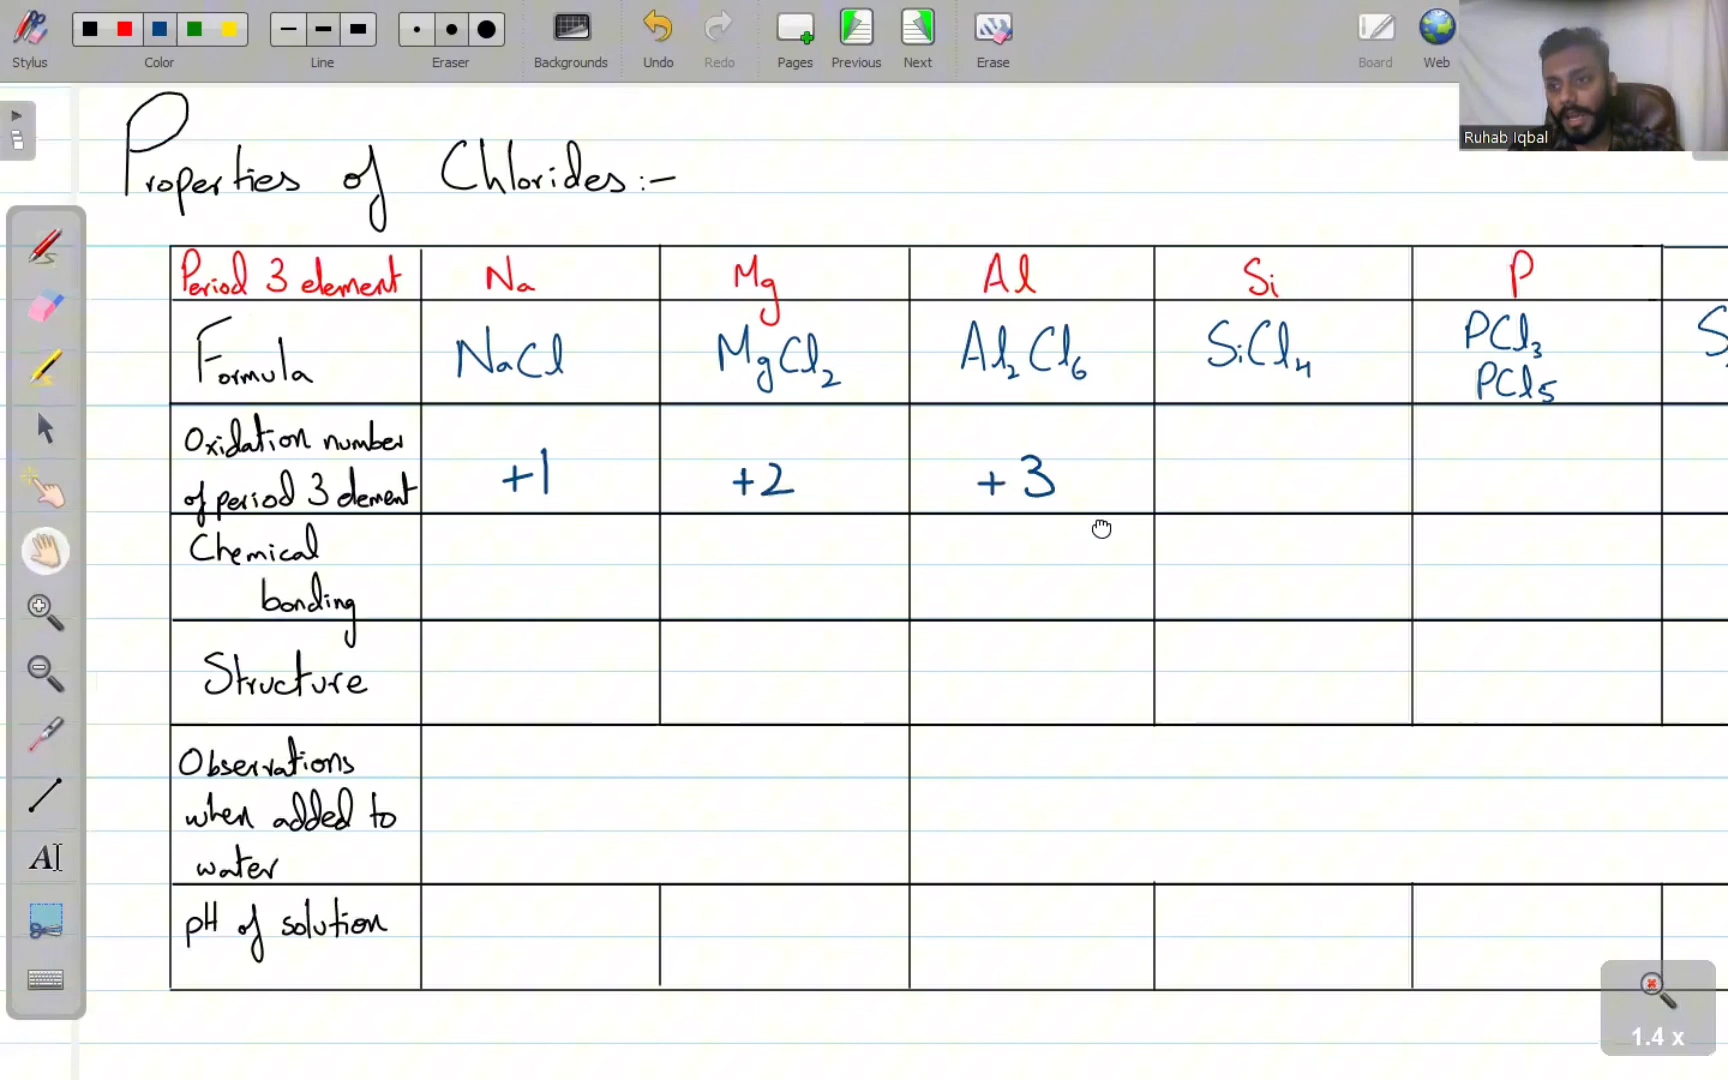 Stylus Color Line Eraser Backgrounds Undo Redo Pages Previous Next Erase Board Web
Ruhab Iqbal
Properties of Chlorides:-
Period 3 element Na Mg Al Si P
Formula NaCl MgCl2 Al2Cl6 SiCl4 PCl3
PCl5
S
Oxidation number
of period 3 element +1 +2 +3
Chemical
bonding
Structure
Observations
when added to
water
pH of solution
1.4 x